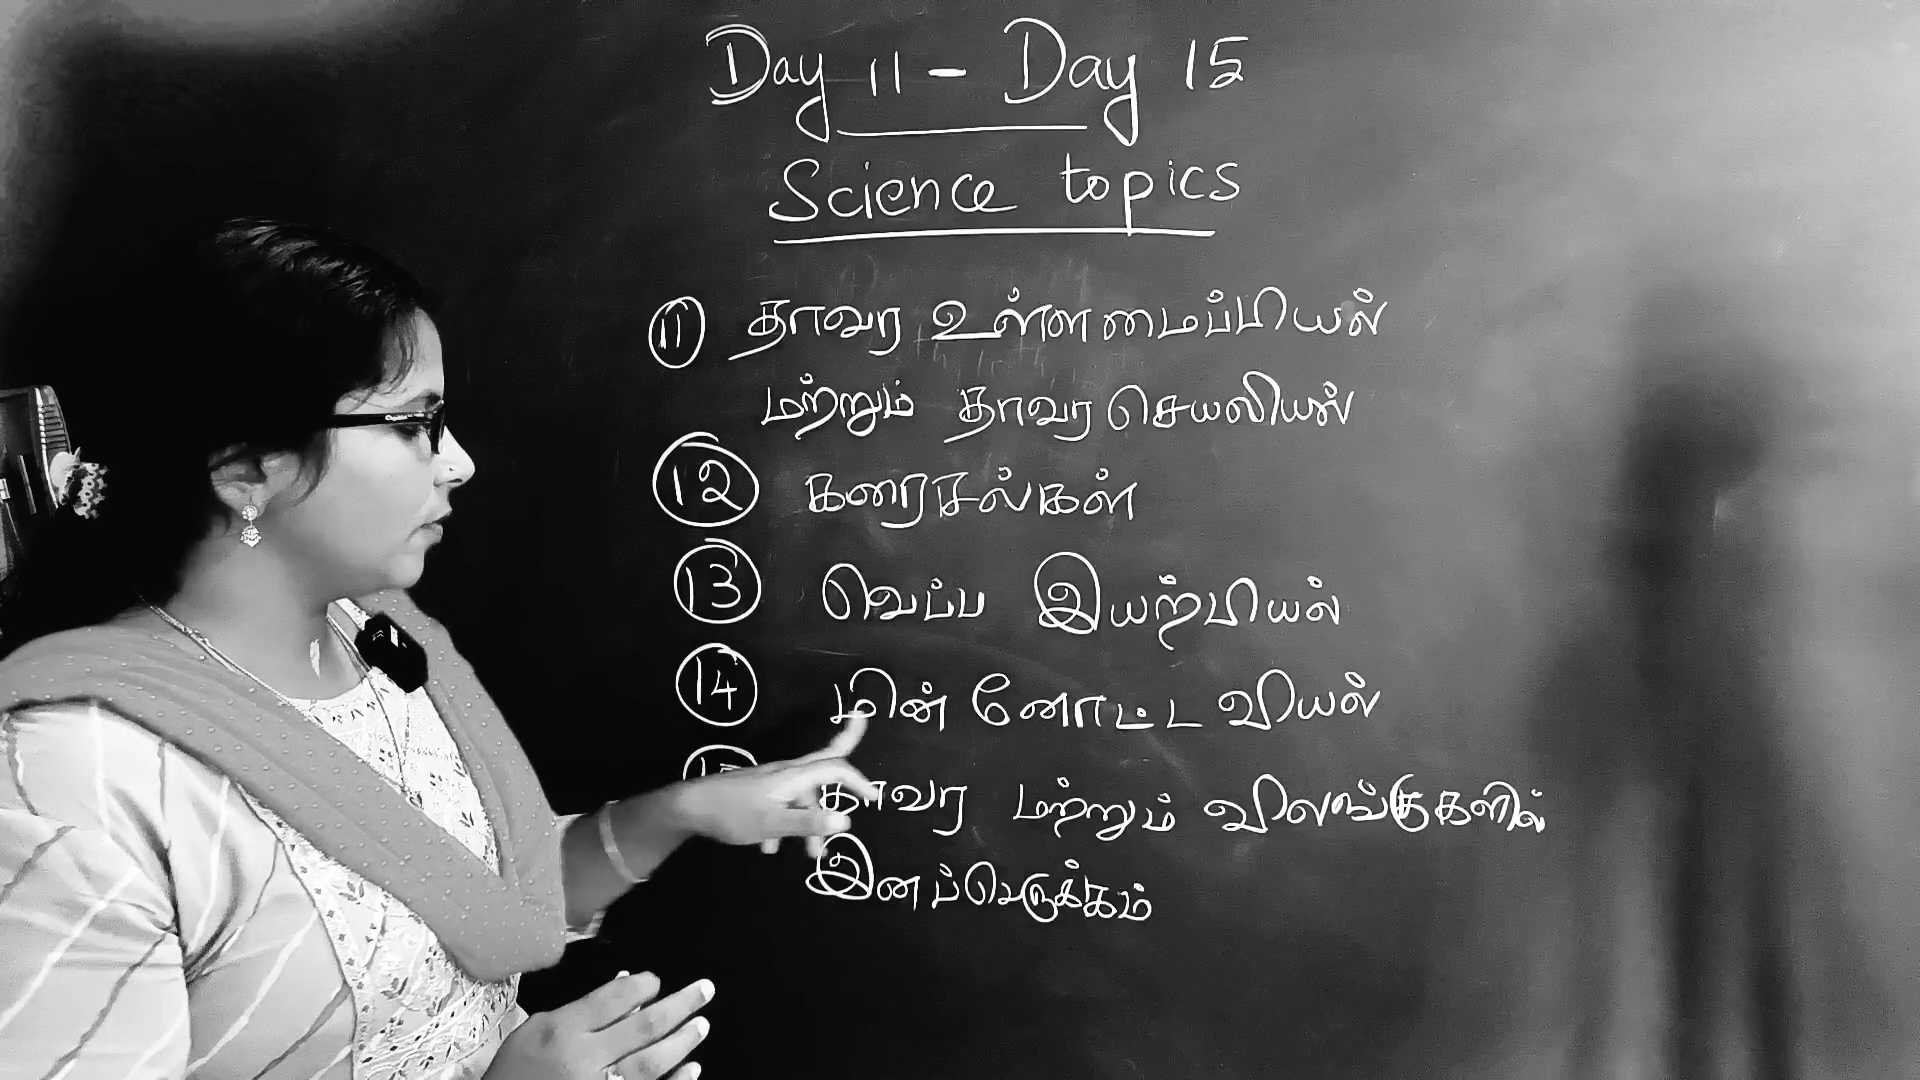 Day 11 - Day 15
Science topics
11 தாவர உள்ளமைப்பியல்
மற்றும் தாவர செயலியல்
12 கரைசல்கள்
13 வெப்ப இயற்பியல்
14 மின்னோட்டவியல்
15 தாவர மற்றும் விலங்குகளில்
இனப்பெருக்கம்